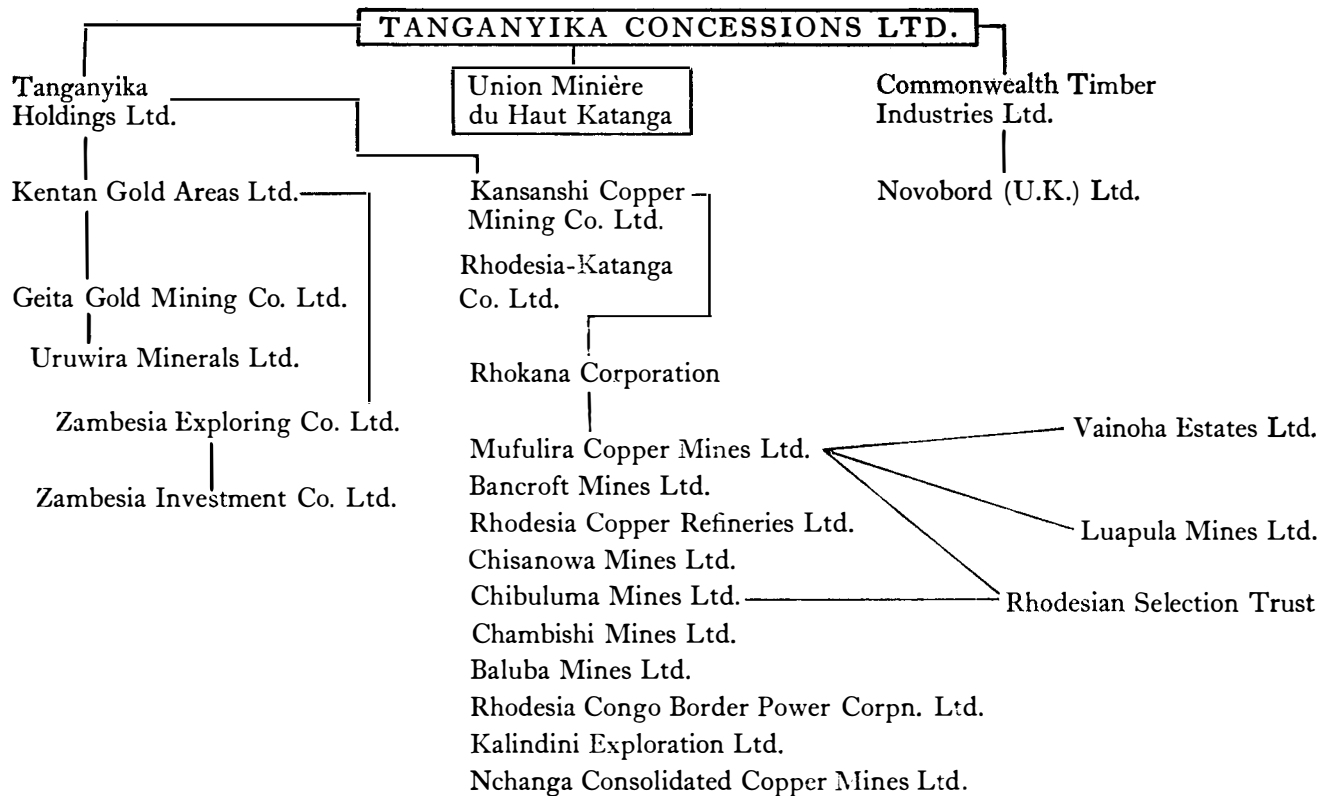 TANGANYIKA CONCESSIONS LTD.
Tanganyika
Holdings Ltd.
Union Minière
du Haut Katanga
Commonwealth Timber
Industries Ltd.
Kentan Gold Areas Ltd.
Kansanshi Copper
Mining Co. Ltd.
Novobord (U.K.) Ltd.
Rhodesia-Katanga
Co. Ltd.
Geita Gold Mining Co. Ltd.
Uruwira Minerals Ltd.
Rhokana Corporation
Zambesia Exploring Co. Ltd.
Zambesia Investment Co. Ltd.
Mufulira Copper Mines Ltd.
Bancroft Mines Ltd.
Rhodesia Copper Refineries Ltd.
Chisanowa Mines Ltd.
Chibuluma Mines Ltd.
Chambishi Mines Ltd.
Baluba Mines Ltd.
Rhodesia Congo Border Power Corpn. Ltd.
Kalindini Exploration Ltd.
Nchanga Consolidated Copper Mines Ltd.
Vainoha Estates Ltd.
Luapula Mines Ltd.
Rhodesian Selection Trust